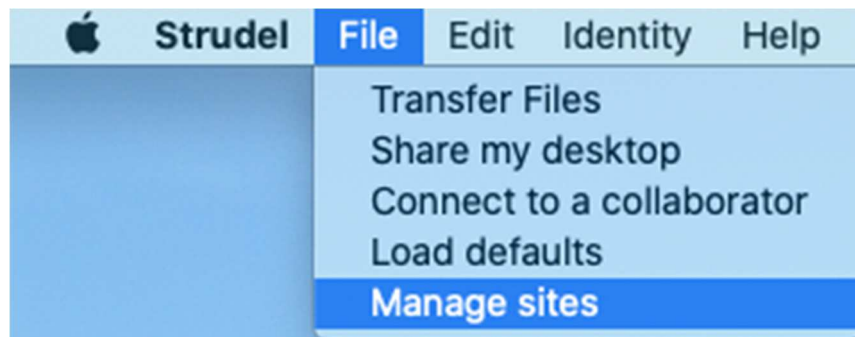 Strudel File Edit Identity Help
Transfer Files
Share my desktop
Connect to a collaborator
Load defaults
Manage sites